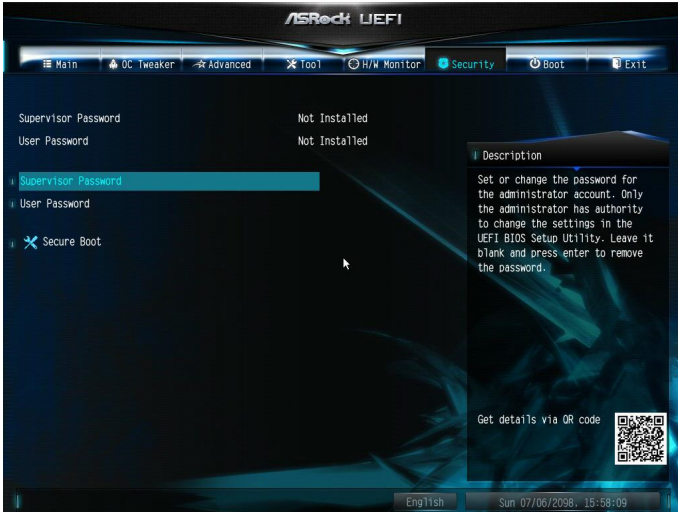 ASRock UEFI
Main OC Tweaker Advanced Tool H/W Monitor Security Boot Exit
Supervisor Password Not Installed
User Password Not Installed
Supervisor Password
User Password
Secure Boot
Description
Set or change the password for
the administrator account. Only
the administrator has authority
to change the settings in the
UEFI BIOS Setup Utility. Leave it
blank and press enter to remove
the password.
Get details via QR code
English Sun 07/06/2098. 15:58:09